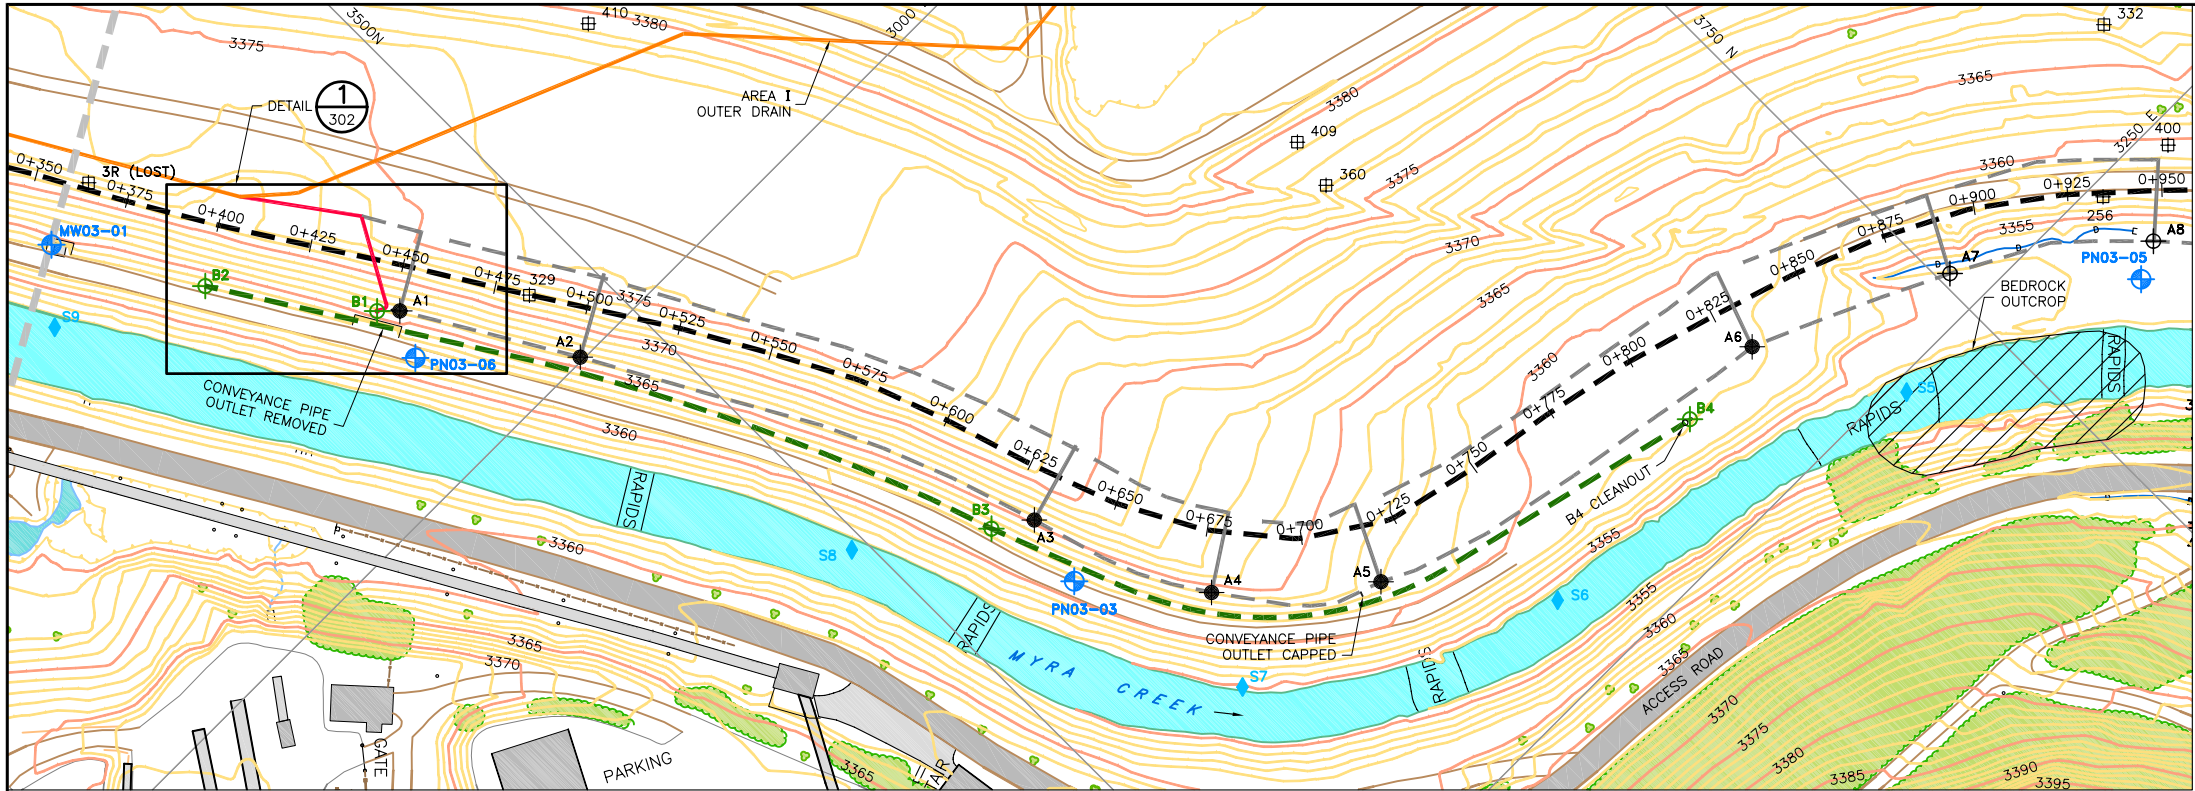 3500N
410
3380
3000
3750 N
332
3375
DETAIL
1
302
AREA I
OUTER DRAIN
3380
3365
409
360
3375
3250 E
400
3360
0+350
3R (LOST)
0+375
0+400
0+425
0+450
0+475
329
0+500
3375
0+525
0+550
0+575
0+600
0+625
0+650
0+675
0+700
0+725
0+750
0+775
0+800
0+825
0+850
0+875
0+900
0+925
0+950
256
3355
MW03-01
B2
B1
A1
A2
3370
3370
3365
A7
A8
PN03-05
BEDROCK
OUTCROP
S9
PN03-06
3365
3360
3360
A6
S5
RAPIDS
RAPIDS
CONVEYANCE PIPE
OUTLET REMOVED
B4
B4 CLEANOUT
RAPIDS
B3
A3
A4
A5
S8
3360
3355
S6
3355
3360
3365
PN03-03
CONVEYANCE PIPE
OUTLET CAPPED
RAPIDS
RAPIDS
MYRA CREEK
S7
ACCESS ROAD
3365
3370
3370
3375
3380
3385
3390
3395
GATE
PARKING
3365